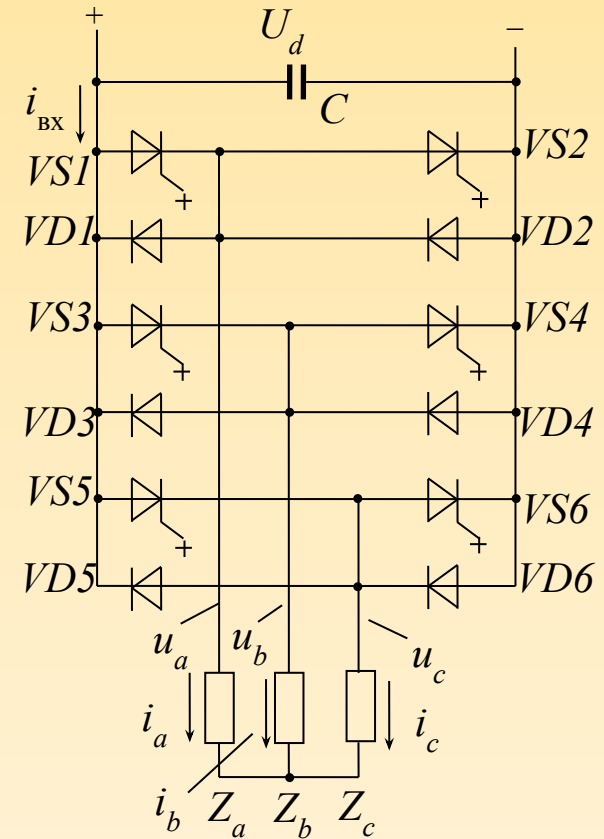 + −
U_d
i_вх C
VS1 VS2
+ +
VD1 VD2
VS3 VS4
+ +
VD3 VD4
VS5 VS6
+ +
VD5 VD6
u_a u_b u_c
i_a i_c
i_b Z_a Z_b Z_c